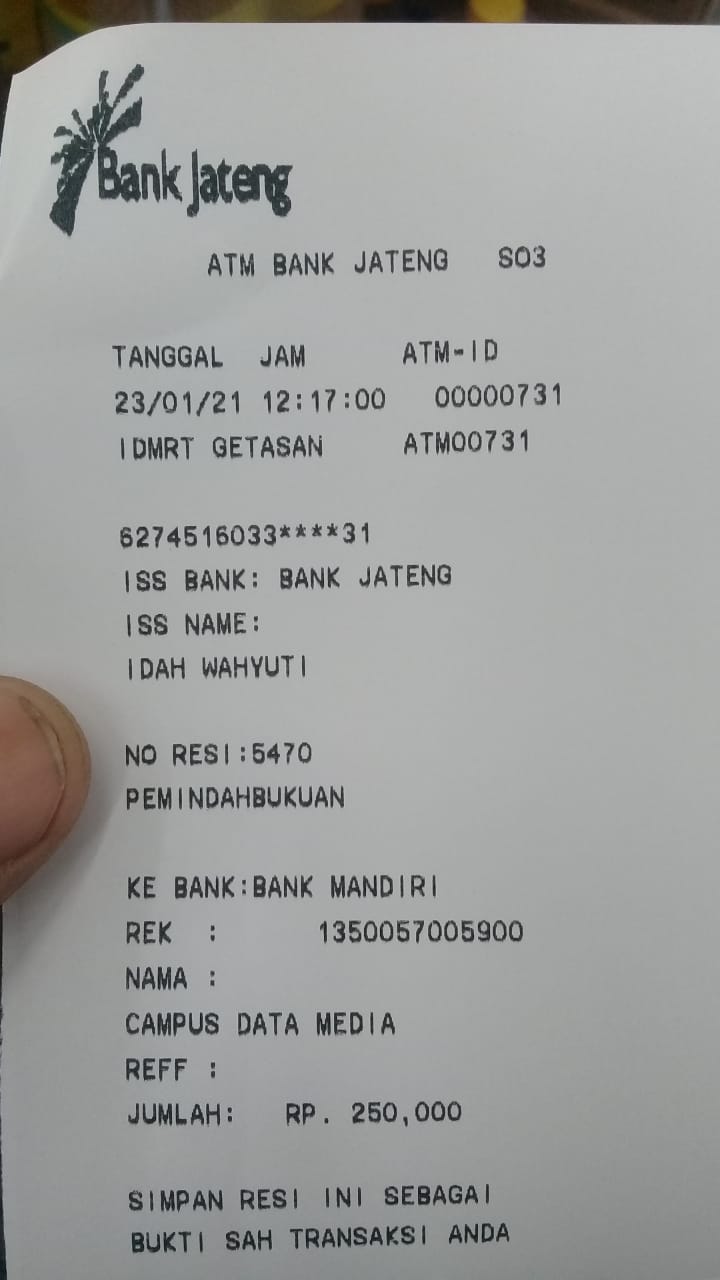 Bank Jateng
ATM BANK JATENG S03
TANGGAL JAM ATM-ID
23/01/21 12:17:00 00000731
IDMRT GETASAN ATM00731
6274516033****31
ISS BANK: BANK JATENG
ISS NAME:
IDAH WAHYUTI
NO RESI:5470
PEMINDAHBUKUAN
KE BANK:BANK MANDIRI
REK : 1350057005900
NAMA :
CAMPUS DATA MEDIA
REFF :
JUMLAH: RP. 250,000
SIMPAN RESI INI SEBAGAI
BUKTI SAH TRANSAKSI ANDA